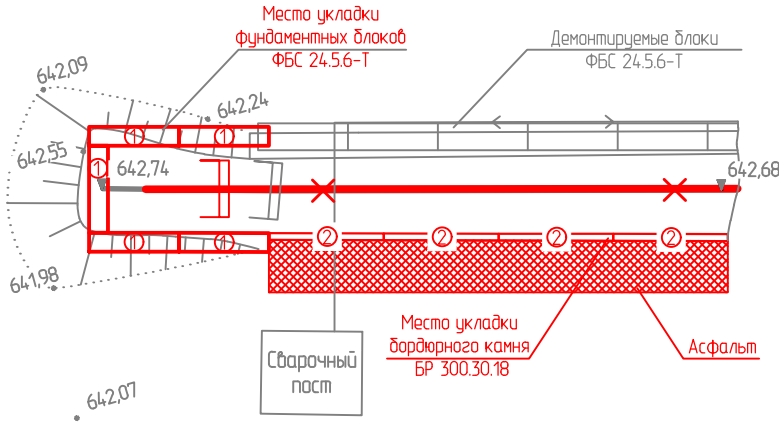 Место укладки
фундаментных блоков
ФБС 24.5.6-Т
Демонтируемые блоки
ФБС 24.5.6-Т
642,09
642,24
642,55
1
1
1
642,74
642,68
1
1
2
2
2
2
641,98
Место укладки
бордюрного камня
БР 300.30.18
Асфальт
Сварочный
пост
642,07